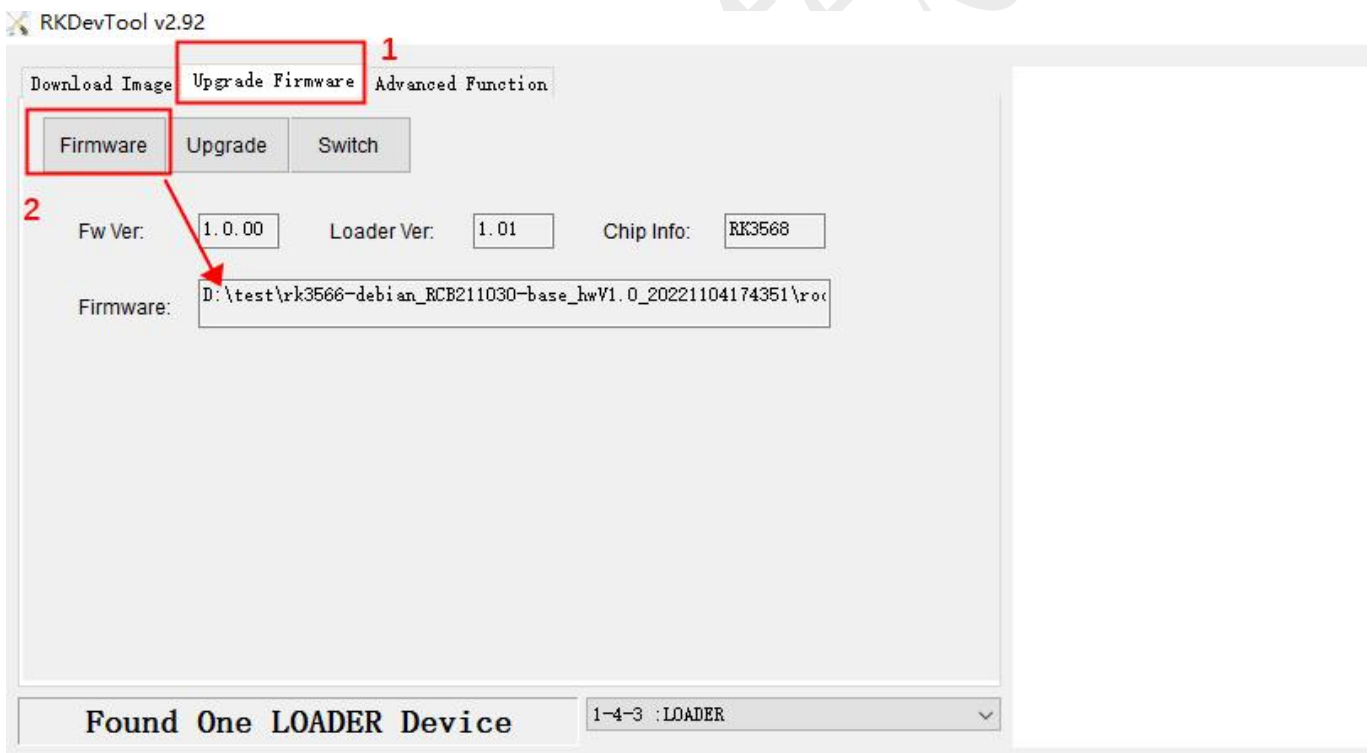 RKDevTool v2.92
1
Download Image Upgrade Firmware Advanced Function
Firmware Upgrade Switch
2
Fw Ver: 1.0.00 Loader Ver: 1.01 Chip Info: RK3568
Firmware: D:\test\rk3566-debian_RCB211030-base_hwV1.0_20221104174351\roc
Found One LOADER Device 1-4-3 :LOADER